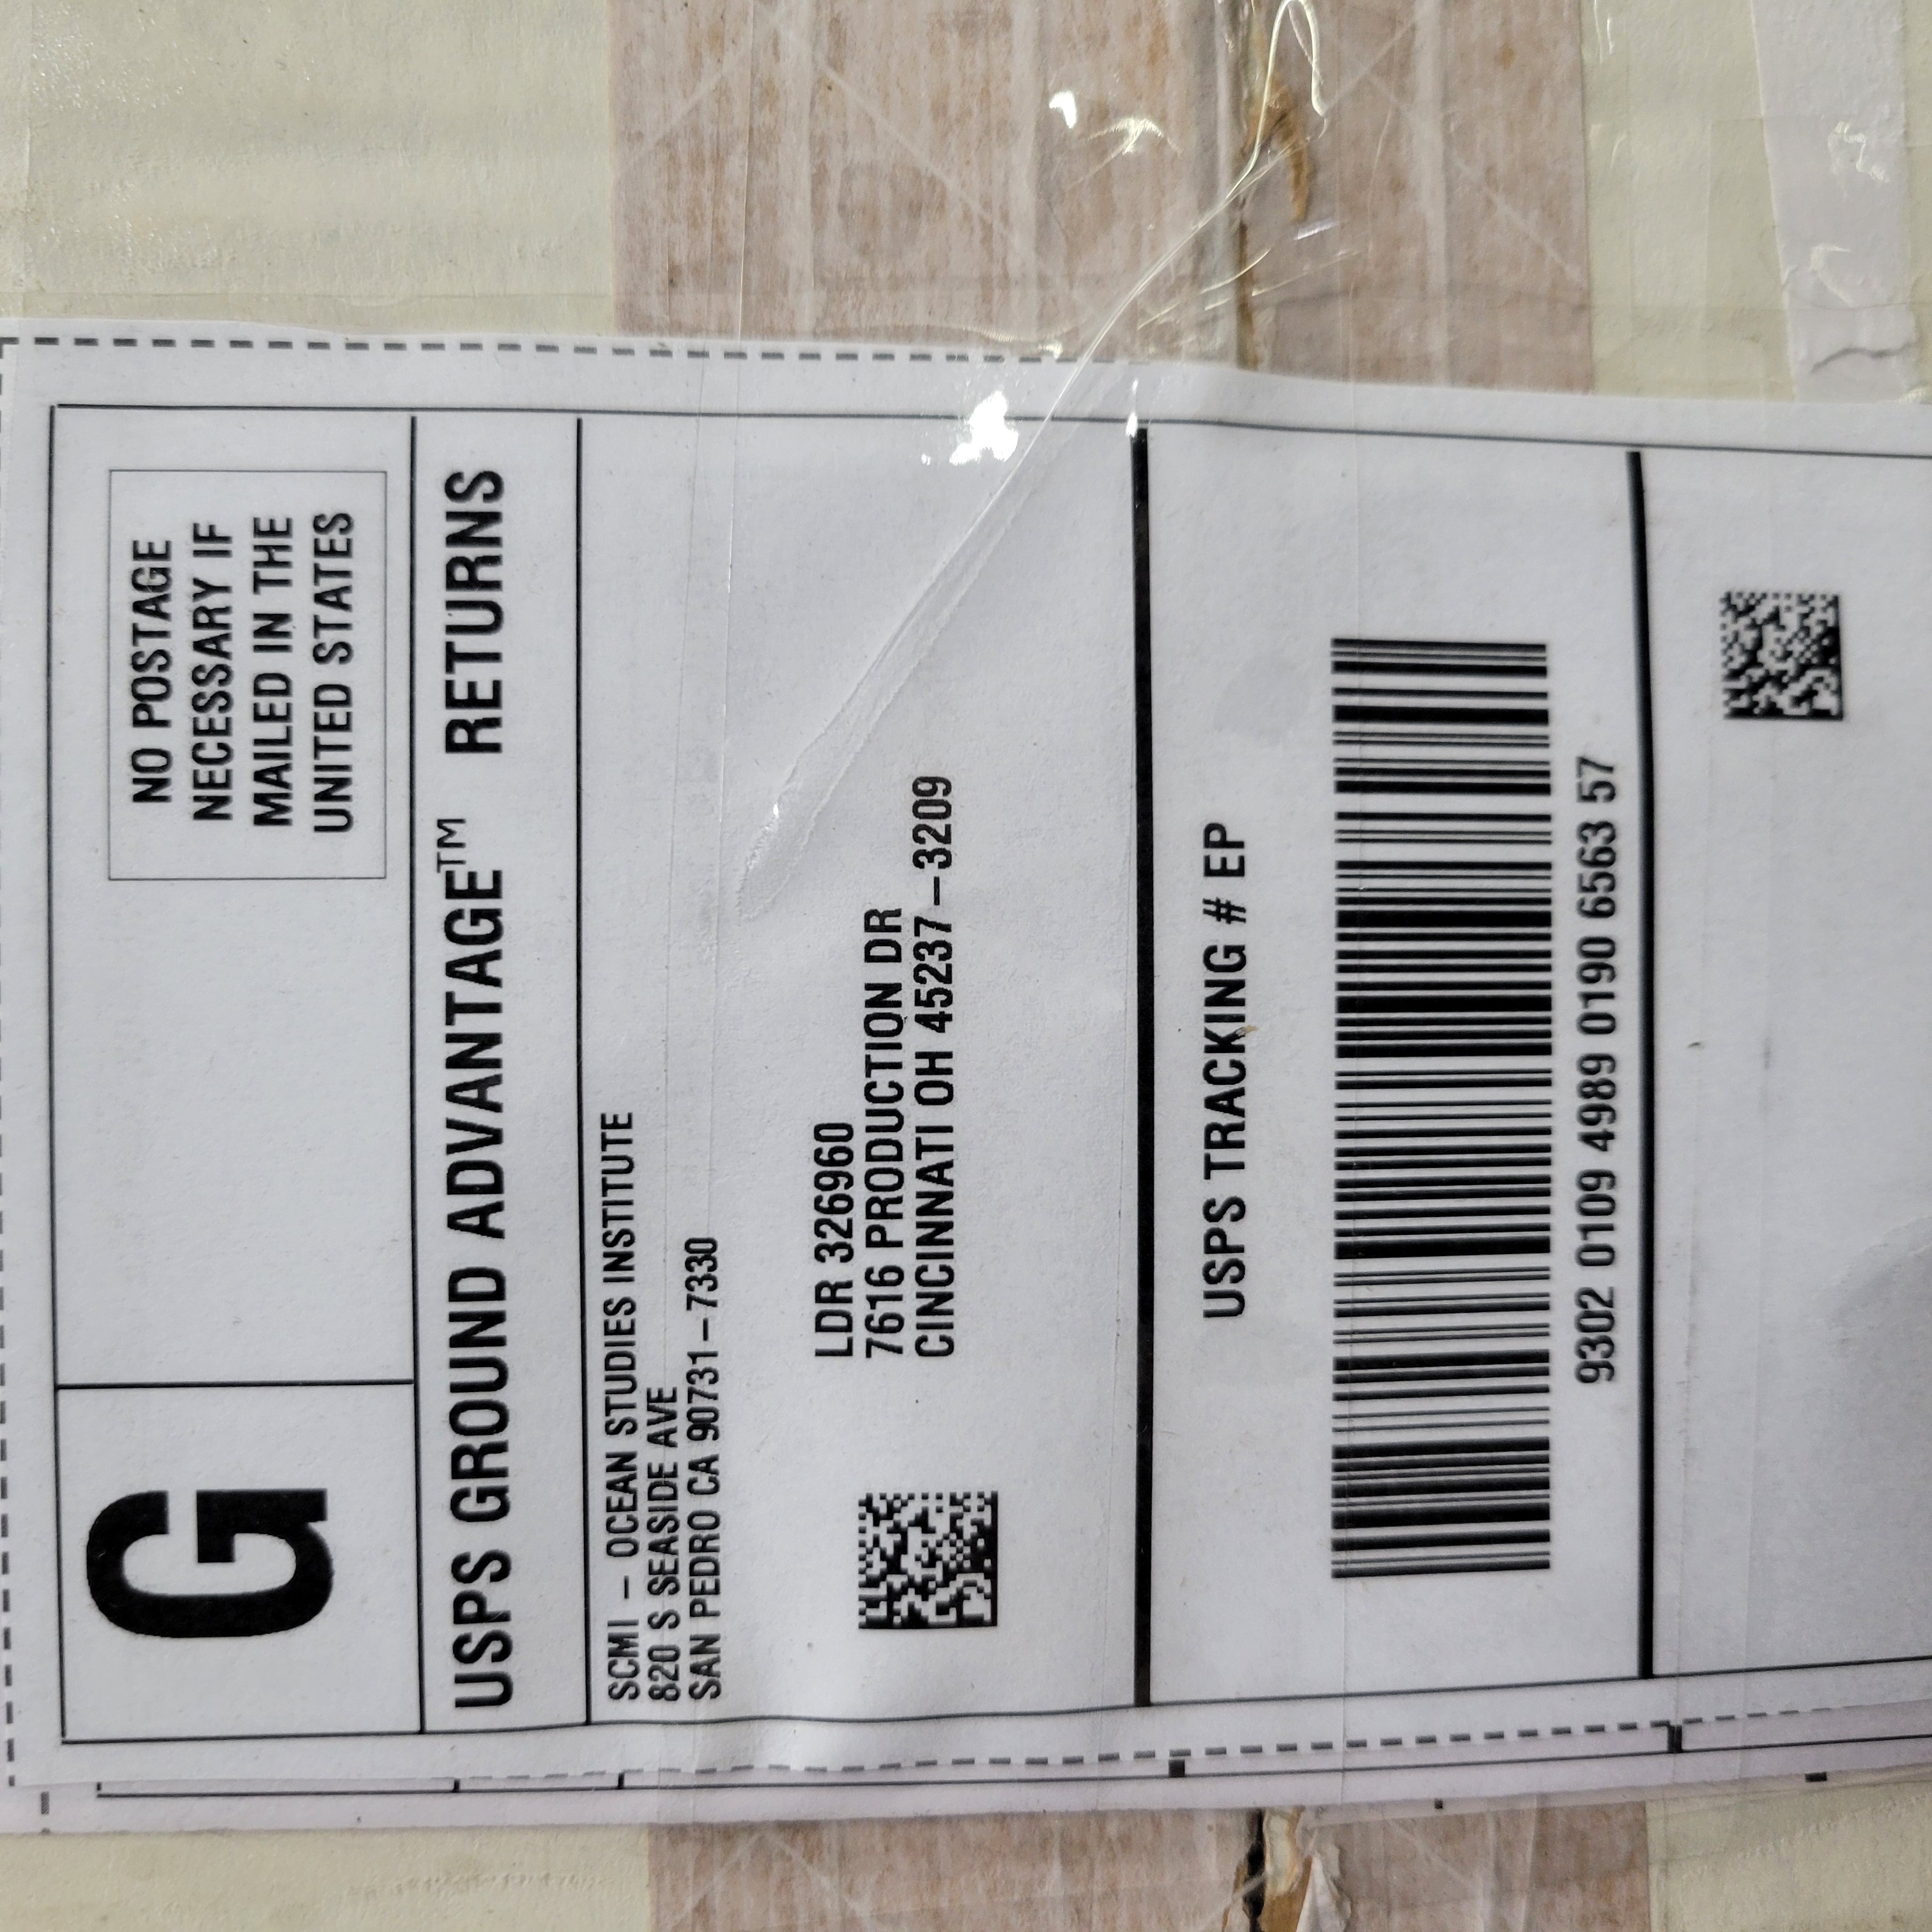 G
NO POSTAGE
NECESSARY IF
MAILED IN THE
UNITED STATES
USPS GROUND ADVANTAGE™ RETURNS
SCMI – OCEAN STUDIES INSTITUTE
820 S SEASIDE AVE
SAN PEDRO CA 90731–7330
LDR 326960
7616 PRODUCTION DR
CINCINNATI OH 45237–3209
USPS TRACKING # EP
9302 0109 4989 0190 6563 57